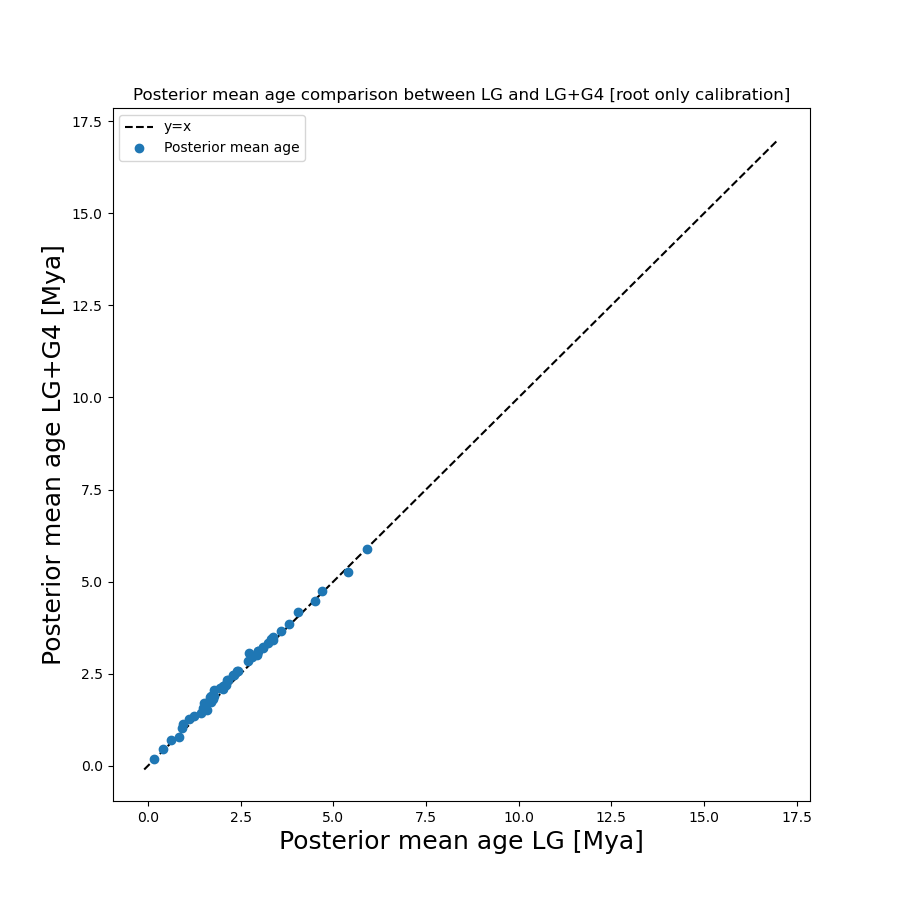 Posterior mean age comparison between LG and LG+G4 [root only calibration]
y=x
Posterior mean age
17.5
15.0
12.5
10.0
7.5
5.0
2.5
0.0
Posterior mean age LG+G4 [Mya]
0.0 2.5 5.0 7.5 10.0 12.5 15.0 17.5
Posterior mean age LG [Mya]